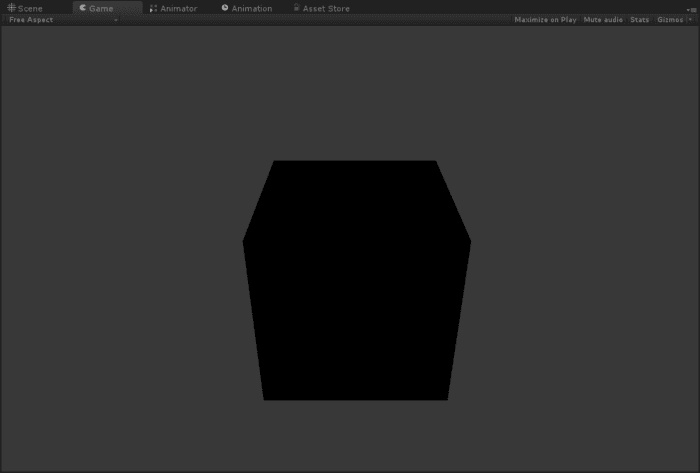 Scene Game Animator Animation Asset Store
Free Aspect Maximize on Play Mute audio Stats Gizmos